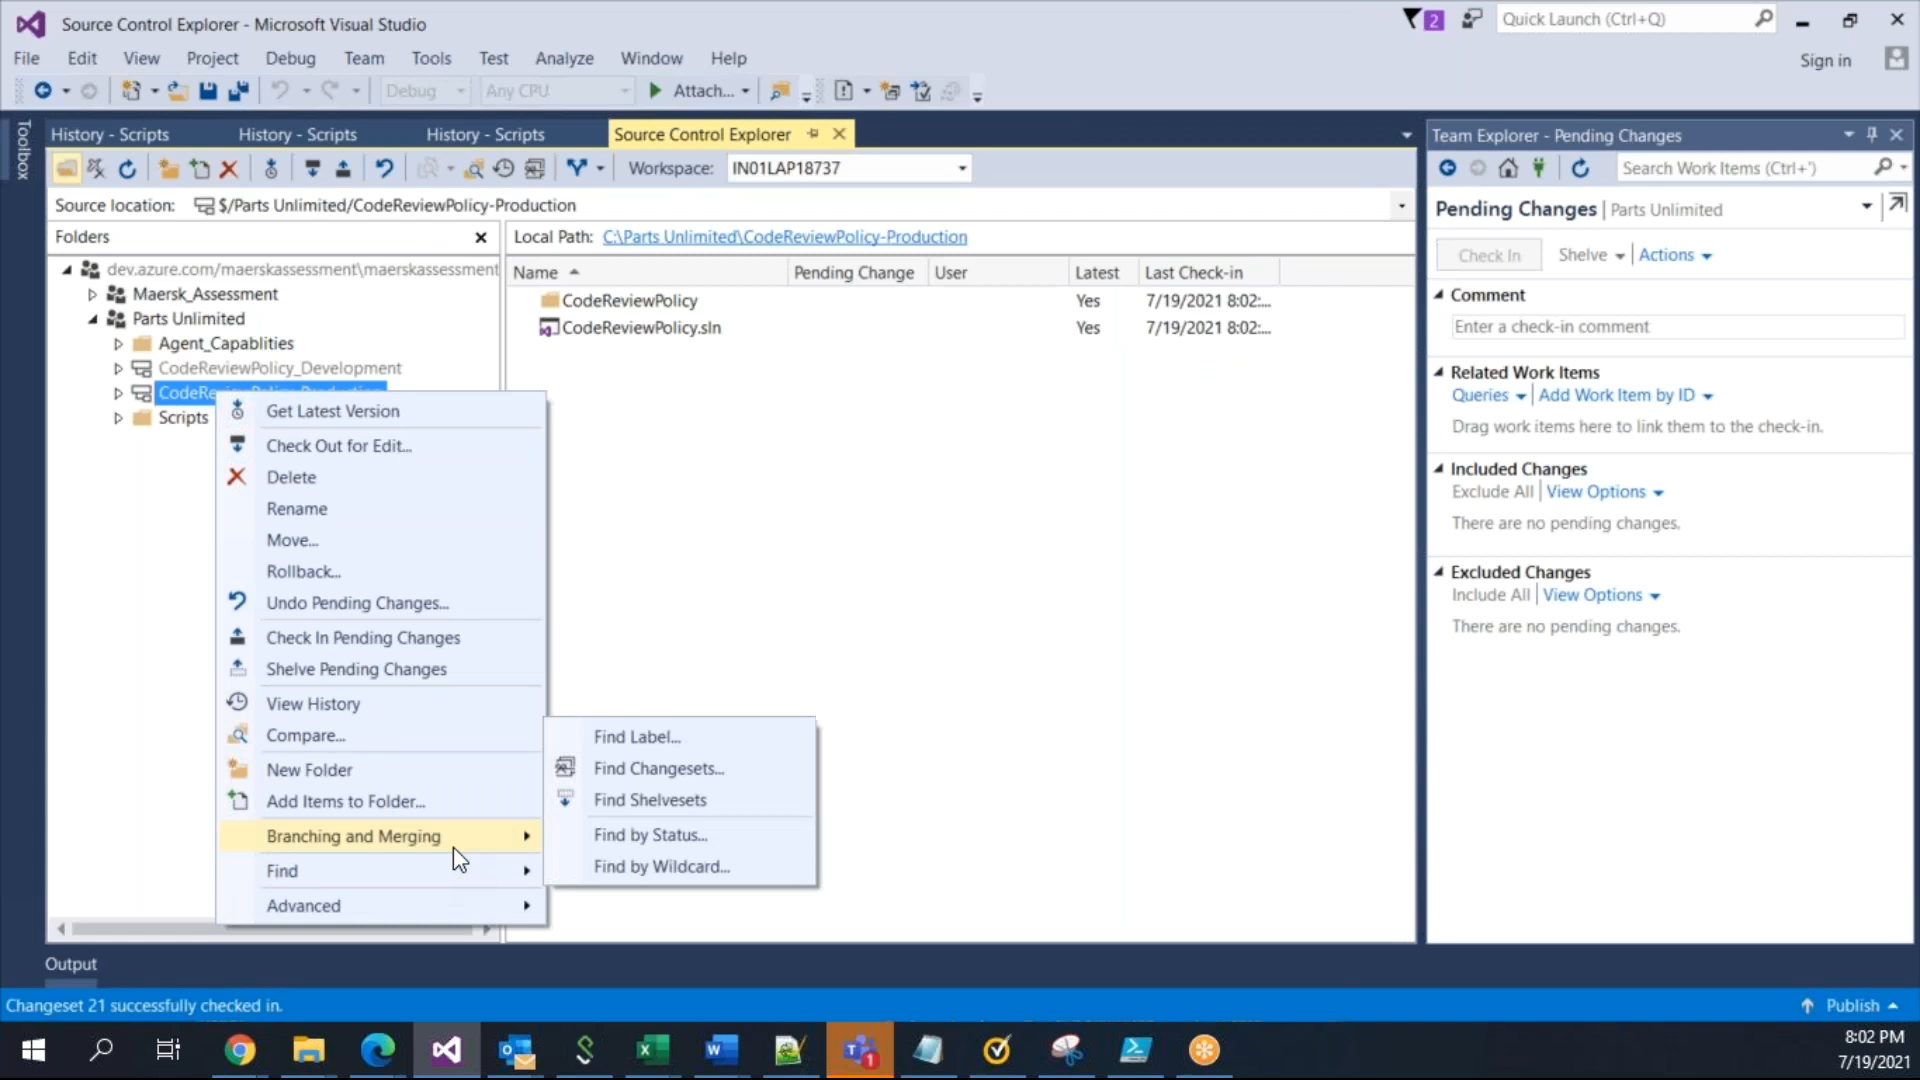 Source Control Explorer - Microsoft Visual Studio
2
Quick Launch (Ctrl+Q)
File Edit View Project Debug Team Tools Test Analyze Window Help
Sign in
Debug Any CPU Attach...
Toolbox
History - Scripts History - Scripts History - Scripts Source Control Explorer
Workspace: IN01LAP18737
Source location: $/Parts Unlimited/CodeReviewPolicy-Production
Folders
dev.azure.com/maerskassessment\maerskassessment
Maersk_Assessment
Parts Unlimited
Agent_Capablities
CodeReviewPolicy_Development
CodeReviewPolicy-Production
Scripts
Local Path: C:\Parts Unlimited\CodeReviewPolicy-Production
Name Pending Change User Latest Last Check-in
CodeReviewPolicy Yes 7/19/2021 8:02:...
CodeReviewPolicy.sln Yes 7/19/2021 8:02:...
Get Latest Version
Check Out for Edit...
Delete
Rename
Move...
Rollback...
Undo Pending Changes...
Check In Pending Changes
Shelve Pending Changes
View History
Compare...
New Folder
Add Items to Folder...
Branching and Merging
Find
Advanced
Find Label...
Find Changesets...
Find Shelvesets
Find by Status...
Find by Wildcard...
Team Explorer - Pending Changes
Search Work Items (Ctrl+')
Pending Changes | Parts Unlimited
Check In Shelve Actions
Comment
Enter a check-in comment
Related Work Items
Queries Add Work Item by ID
Drag work items here to link them to the check-in.
Included Changes
Exclude All View Options
There are no pending changes.
Excluded Changes
Include All View Options
There are no pending changes.
Output
Changeset 21 successfully checked in.
Publish
8:02 PM
7/19/2021